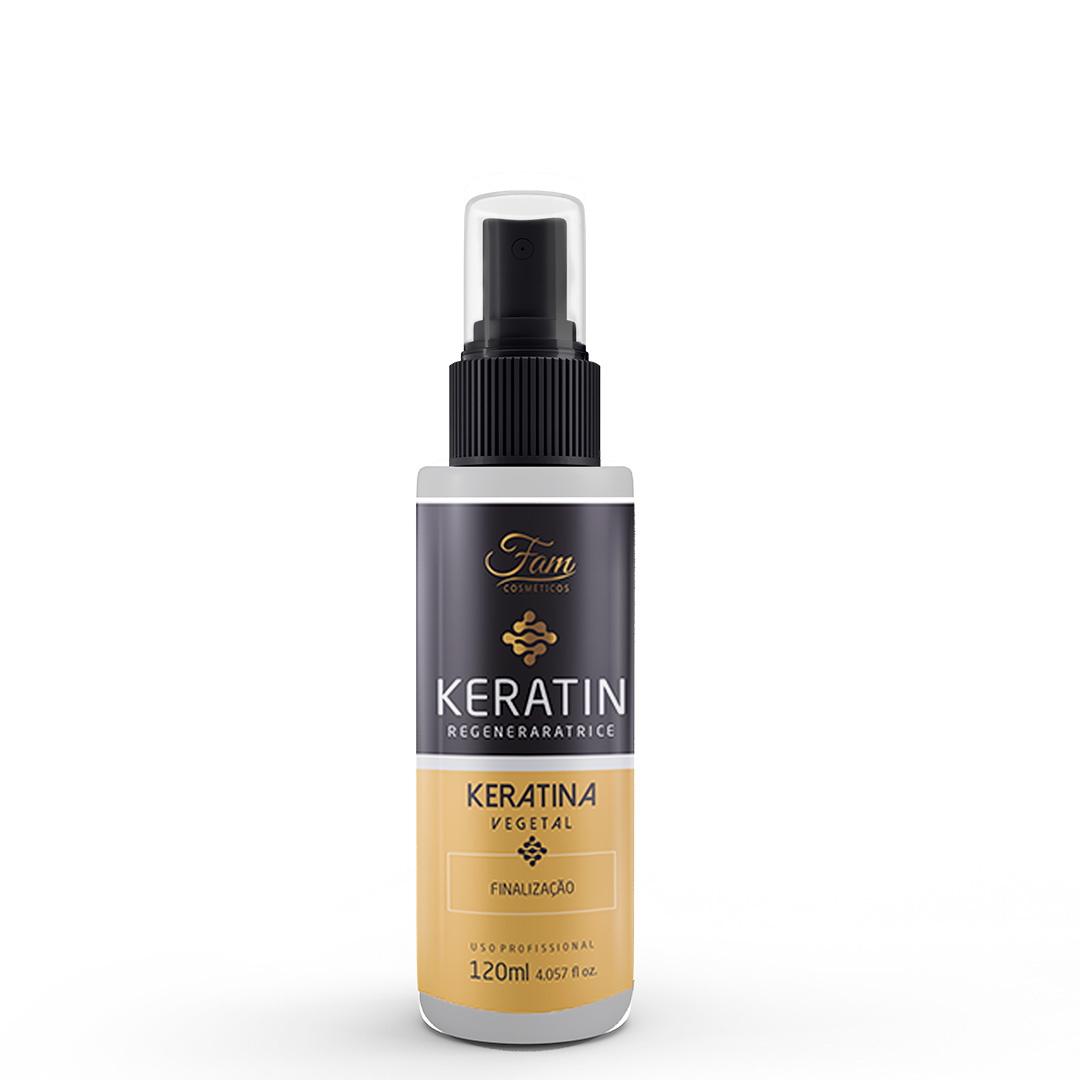 Fam
COSMÉTICOS
KERATIN
REGENERARATRICE
KERATINA
VEGETAL
FINALIZAÇÃO
USO PROFISSIONAL
120ml 4.057 fl oz.